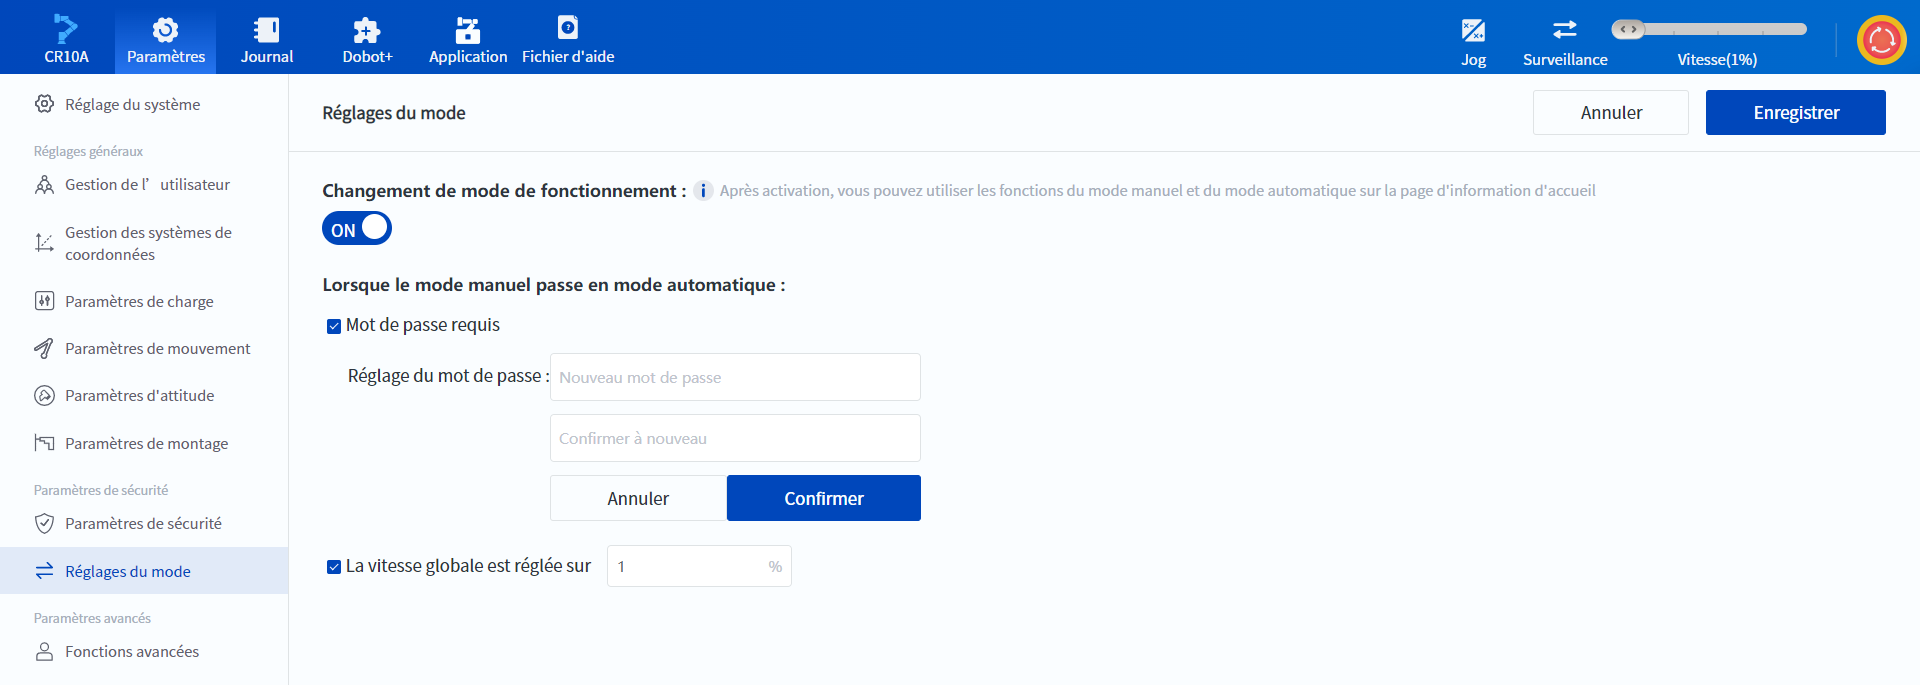 CR10A
Paramètres
Journal
Dobot+
Application
Fichier d'aide
Jog
Surveillance
Vitesse(1%)
Réglage du système
Réglages généraux
Gestion de l’utilisateur
Gestion des systèmes de
coordonnées
Paramètres de charge
Paramètres de mouvement
Paramètres d'attitude
Paramètres de montage
Paramètres de sécurité
Paramètres de sécurité
Réglages du mode
Paramètres avancés
Fonctions avancées
Réglages du mode
Annuler
Enregistrer
Changement de mode de fonctionnement : i Après activation, vous pouvez utiliser les fonctions du mode manuel et du mode automatique sur la page d'information d'accueil
ON
Lorsque le mode manuel passe en mode automatique :
Mot de passe requis
Réglage du mot de passe : Nouveau mot de passe
Confirmer à nouveau
Annuler
Confirmer
La vitesse globale est réglée sur 1 %